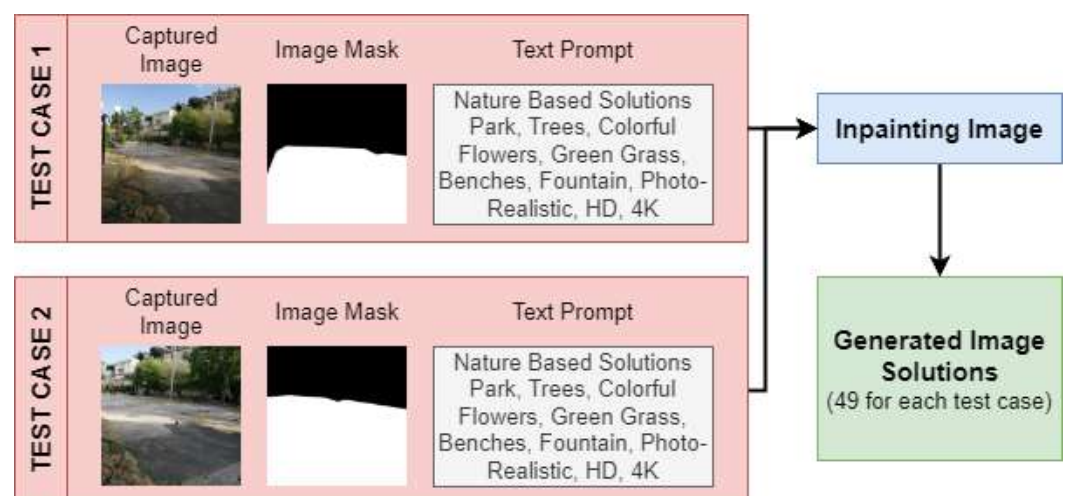 TEST CASE 1
Captured
Image
Image Mask
Text Prompt
Nature Based Solutions
Park, Trees, Colorful
Flowers, Green Grass,
Benches, Fountain, Photo-
Realistic, HD, 4K
TEST CASE 2
Captured
Image
Image Mask
Text Prompt
Nature Based Solutions
Park, Trees, Colorful
Flowers, Green Grass,
Benches, Fountain, Photo-
Realistic, HD, 4K
Inpainting Image
Generated Image
Solutions
(49 for each test case)